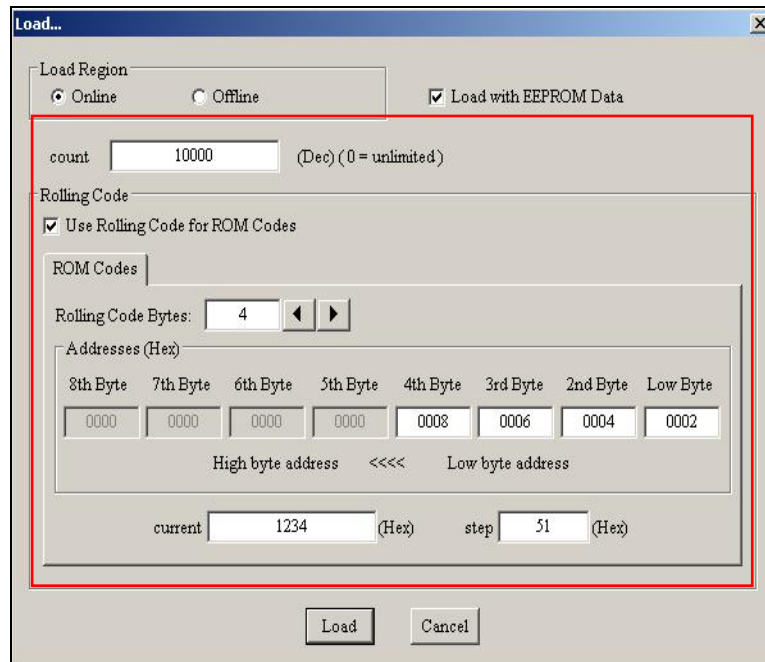 Load...
Load Region
Online Offline Load with EEPROM Data
count 10000 (Dec) ( 0 = unlimited )
Rolling Code
Use Rolling Code for ROM Codes
ROM Codes
Rolling Code Bytes: 4
Addresses (Hex)
8th Byte 7th Byte 6th Byte 5th Byte 4th Byte 3rd Byte 2nd Byte Low Byte
0000 0000 0000 0000 0008 0006 0004 0002
High byte address <<<< Low byte address
current 1234 (Hex) step 51 (Hex)
Load Cancel